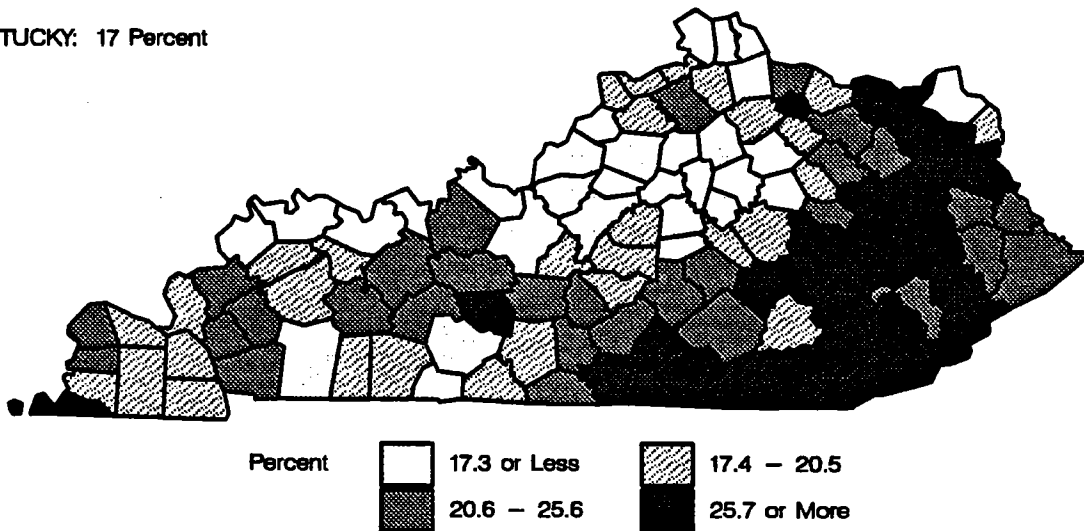 TUCKY: 17 Percent
Percent
17.3 or Less
17.4 – 20.5
20.6 – 25.6
25.7 or More